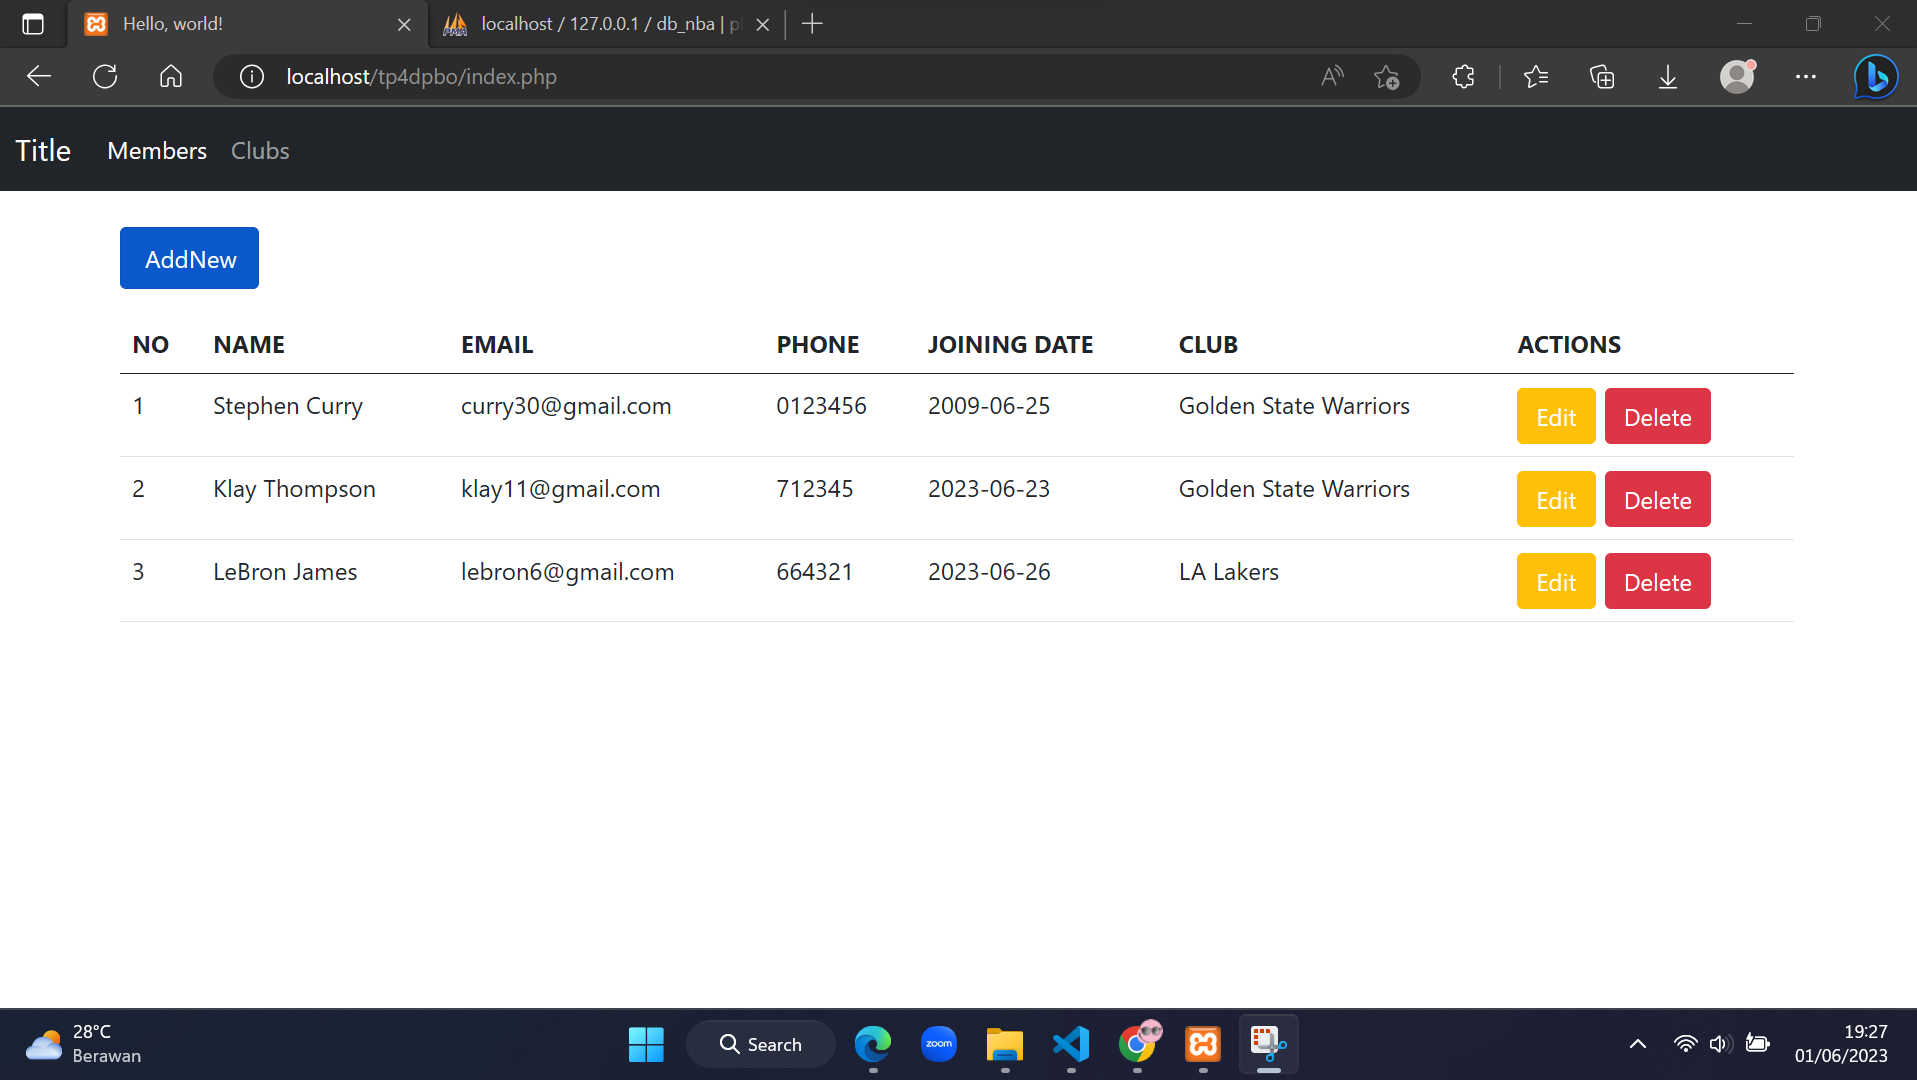 Hello, world!
localhost / 127.0.0.1 / db_nba | p
localhost/tp4dpbo/index.php
Title Members Clubs
AddNew
NO NAME EMAIL PHONE JOINING DATE CLUB ACTIONS
1 Stephen Curry curry30@gmail.com 0123456 2009-06-25 Golden State Warriors Edit Delete
2 Klay Thompson klay11@gmail.com 712345 2023-06-23 Golden State Warriors Edit Delete
3 LeBron James lebron6@gmail.com 664321 2023-06-26 LA Lakers Edit Delete
28°C
Berawan
Search
zoom
19:27
01/06/2023